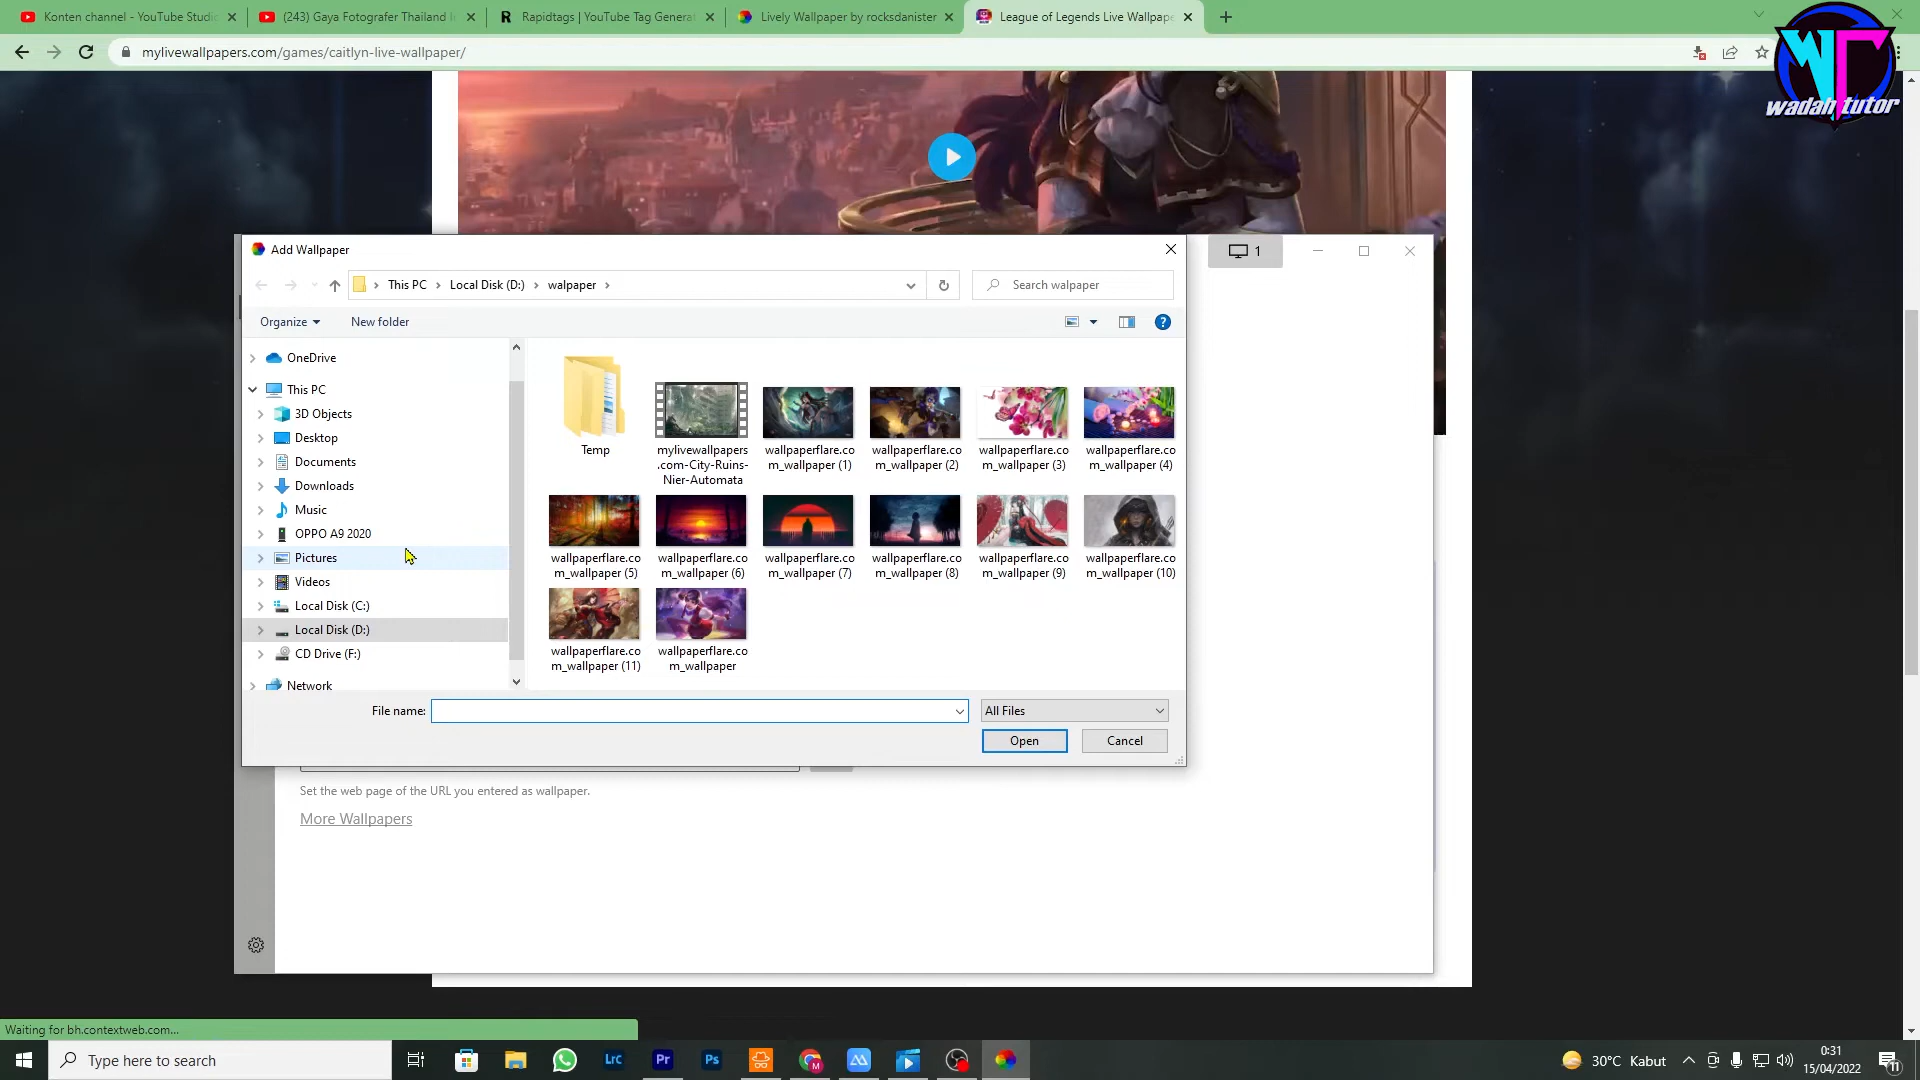 Konten channel - YouTube Studio
(243) Gaya Fotografer Thailand I
Rapidtags | YouTube Tag Generat
Lively Wallpaper by rocksdanister
League of Legends Live Wallpape
mylivewallpapers.com/games/caitlyn-live-wallpaper/
wadah tutor
Add Wallpaper
1
This PC
Local Disk (D:)
walpaper
Search walpaper
Organize
New folder
OneDrive
This PC
3D Objects
Desktop
Documents
Downloads
Music
OPPO A9 2020
Pictures
Videos
Local Disk (C:)
Local Disk (D:)
CD Drive (F:)
Network
Temp
mylivewallpapers
.com-City-Ruins-
Nier-Automata
wallpaperflare.co
m_wallpaper (1)
wallpaperflare.co
m_wallpaper (2)
wallpaperflare.co
m_wallpaper (3)
wallpaperflare.co
m_wallpaper (4)
wallpaperflare.co
m_wallpaper (5)
wallpaperflare.co
m_wallpaper (6)
wallpaperflare.co
m_wallpaper (7)
wallpaperflare.co
m_wallpaper (8)
wallpaperflare.co
m_wallpaper (9)
wallpaperflare.co
m_wallpaper (10)
wallpaperflare.co
m_wallpaper (11)
wallpaperflare.co
m_wallpaper
File name:
All Files
Open
Cancel
Set the web page of the URL you entered as wallpaper.
More Wallpapers
Waiting for bh.contextweb.com...
Type here to search
Lrc
Pr
Ps
M
30°C Kabut
0:31
15/04/2022
11